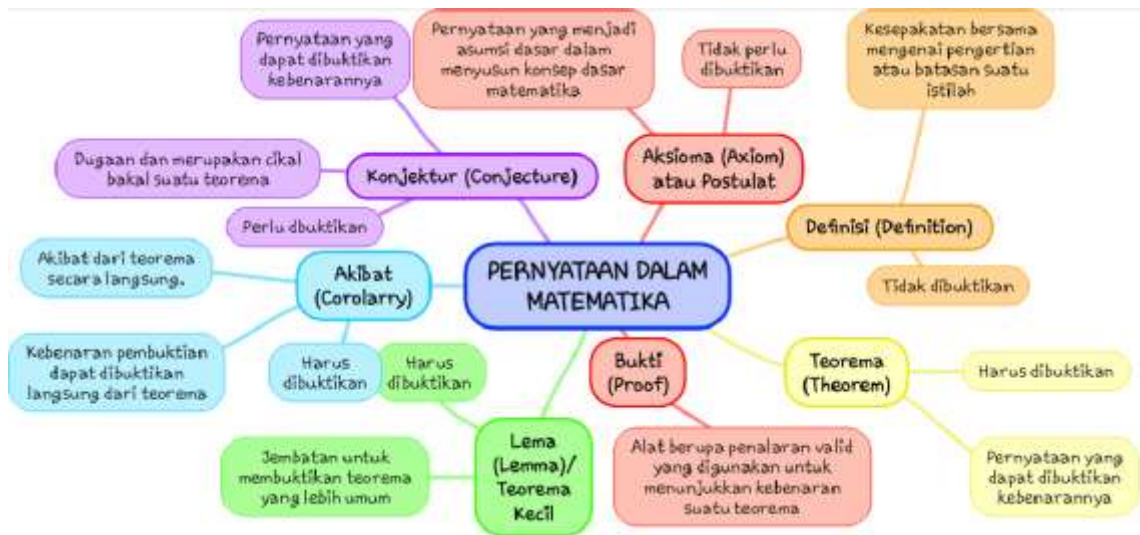 Pernyataan yang
dapat dibuktikan
kebenarannya
Pernyataan yang menjadi
asumsi dasar dalam
menyusun konsep dasar
matematika
Tidak perlu
dibuktikan
Kesepakatan bersama
mengenai pengertian
atau batasan suatu
istilah
Dugaan dan merupakan cikal
bakal suatu teorema
Konjektur (Conjecture)
Aksioma (Axiom)
atau Postulat
Perlu dbuktikan
Definisi (Definition)
Tidak dibuktikan
Akibat dari teorema
secara langsung.
Akibat
(Corolarry)
PERNYATAAN DALAM
MATEMATIKA
Kebenaran pembuktian
dapat dibuktikan
langsung dari teorema
Harus
dibuktikan
Harus
dibuktikan
Bukti
(Proof)
Teorema
(Theorem)
Harus dibuktikan
Jembatan untuk
membuktikan teorema
yang lebih umum
Lema
(Lemma)/
Teorema
Kecil
Alat berupa penalaran valid
yang digunakan untuk
menunjukkan kebenaran
suatu teorema
Pernyataan yang
dapat dibuktikan
kebenarannya